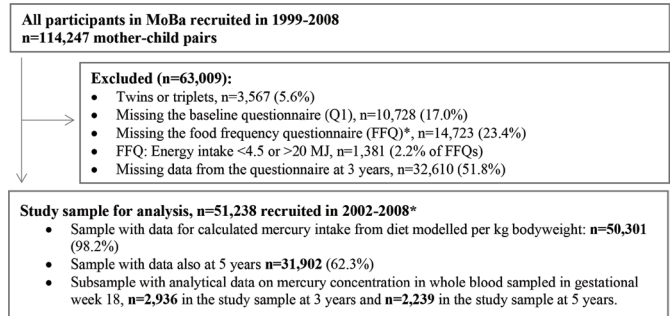 All participants in MoBa recruited in 1999-2008
n=114,247 mother-child pairs
Excluded (n=63,009):
• Twins or triplets, n=3,567 (5.6%)
• Missing the baseline questionnaire (Q1), n=10,728 (17.0%)
• Missing the food frequency questionnaire (FFQ)*, n=14,723 (23.4%)
• FFQ: Energy intake <4.5 or >20 MJ, n=1,381 (2.2% of FFQs)
• Missing data from the questionnaire at 3 years, n=32,610 (51.8%)
Study sample for analysis, n=51,238 recruited in 2002-2008*
• Sample with data for calculated mercury intake from diet modelled per kg bodyweight: n=50,301
(98.2%)
• Sample with data also at 5 years n=31,902 (62.3%)
• Subsample with analytical data on mercury concentration in whole blood sampled in gestational
week 18, n=2,936 in the study sample at 3 years and n=2,239 in the study sample at 5 years.